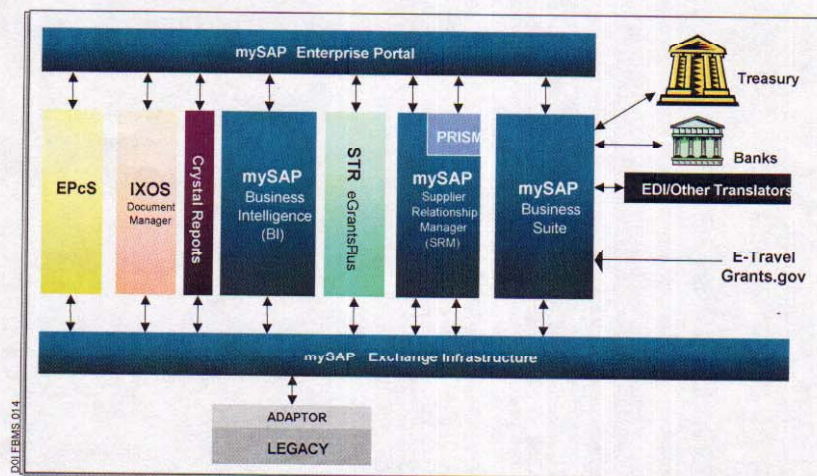 mySAP Enterprise Portal
Treasury
Banks
EDI/Other Translators
E-Travel
Grants.gov
EPcS
IXOS
Document
Manager
Crystal Reports
mySAP
Business
Intelligence
(BI)
STR eGrantsPlus
PRISM
mySAP
Supplier
Relationship
Manager
(SRM)
mySAP
Business
Suite
mySAP Exchange Infrastructure
ADAPTOR
LEGACY
DOI FBMS 014